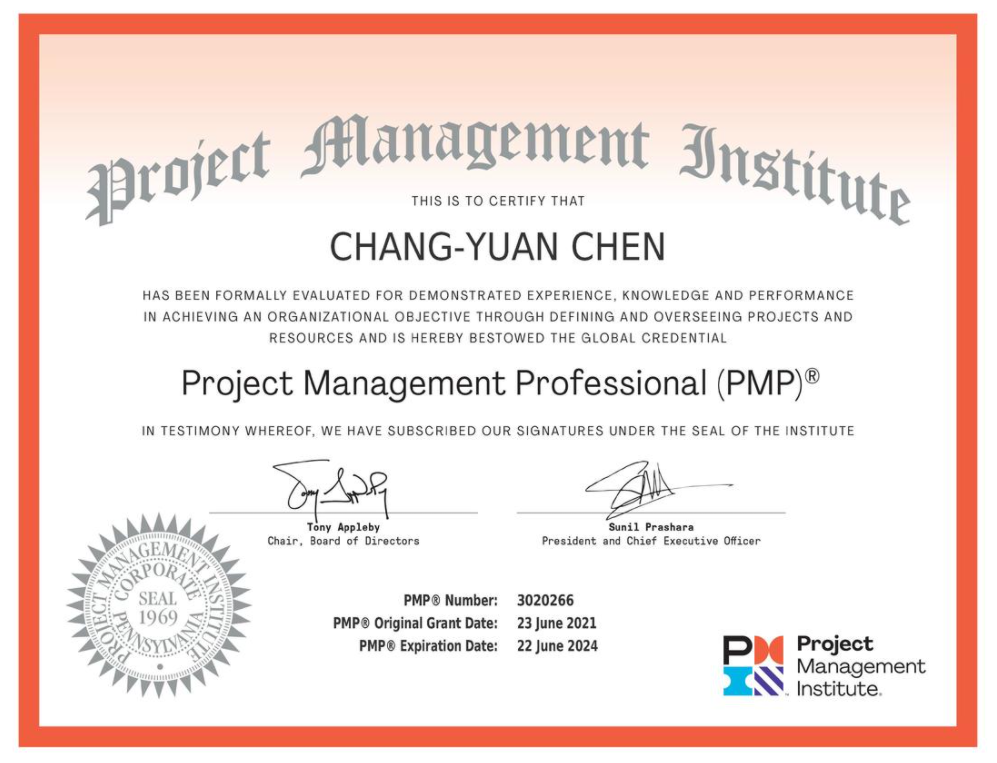 Project Management Institute
THIS IS TO CERTIFY THAT
CHANG-YUAN CHEN
HAS BEEN FORMALLY EVALUATED FOR DEMONSTRATED EXPERIENCE, KNOWLEDGE AND PERFORMANCE
IN ACHIEVING AN ORGANIZATIONAL OBJECTIVE THROUGH DEFINING AND OVERSEEING PROJECTS AND
RESOURCES AND IS HEREBY BESTOWED THE GLOBAL CREDENTIAL
Project Management Professional (PMP)®
IN TESTIMONY WHEREOF, WE HAVE SUBSCRIBED OUR SIGNATURES UNDER THE SEAL OF THE INSTITUTE
Tony Appleby
Chair, Board of Directors
Sunil Prashara
President and Chief Executive Officer
PROJECT MANAGEMENT INSTITUTE
CORPORATE
SEAL
1969
PENNSYLVANIA
PMP® Number: 3020266
PMP® Original Grant Date: 23 June 2021
PMP® Expiration Date: 22 June 2024
PM
Project
Management
Institute.